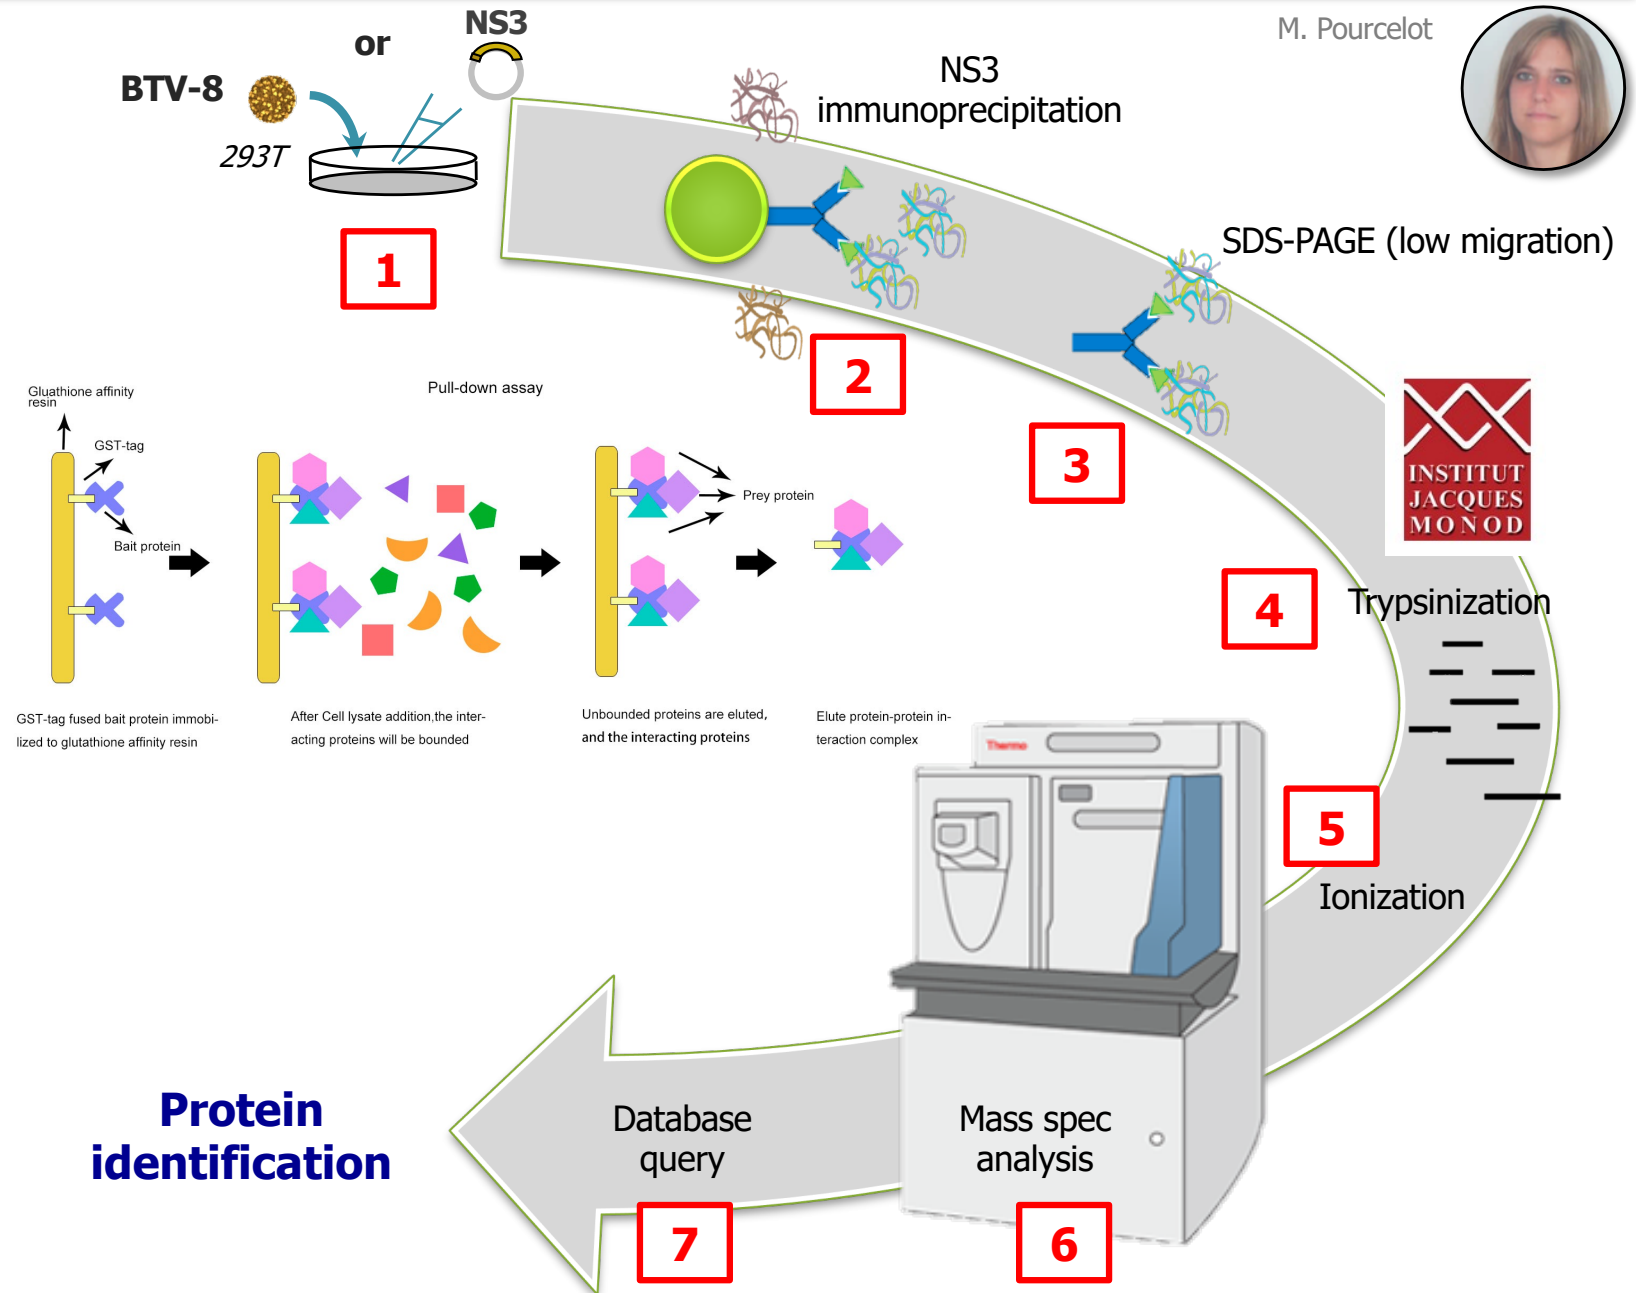 M. Pourcelot
NS3
or
BTV-8
293T
NS3
immunoprecipitation
1
SDS-PAGE (low migration)
2
3
Gluathione affinity
resin
GST-tag
Bait protein
Pull-down assay
Prey protein
GST-tag fused bait protein immobi-
lized to glutathione affinity resin
After Cell lysate addition,the inter-
acting proteins will be bounded
Unbounded proteins are eluted,
and the interacting proteins
Elute protein-protein in-
teraction complex
INSTITUT
JACQUES
MONOD
4
Trypsinization
Thermo
5
Ionization
Mass spec
analysis
6
Database
query
7
Protein
identification